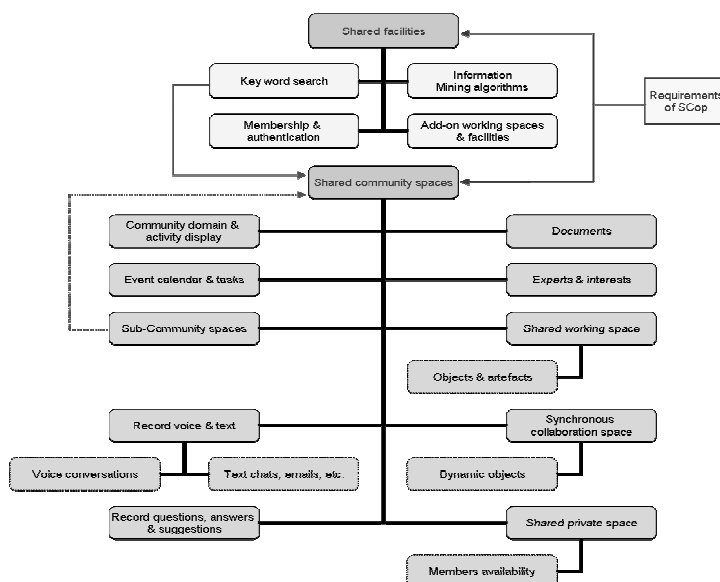 Shared facilities
Key word search
Information
Mining algorithms
Requirements
of SCop
Membership &
authentication
Add-on working spaces
& facilities
Shared community spaces
Community domain &
activity display
Documents
Event calendar & tasks
Experts & interests
Sub-Community spaces
Shared working space
Objects & artefacts
Record voice & text
Synchronous
collaboration space
Voice conversations
Text chats, emails, etc.
Dynamic objects
Record questions, answers
& suggestions
Shared private space
Members availability